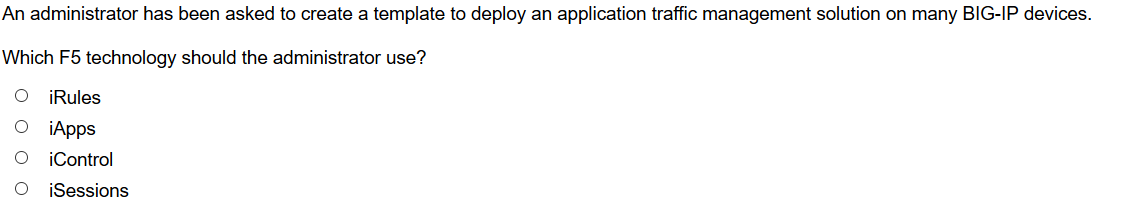 An administrator has been asked to create a template to deploy an application traffic management solution on many BIG-IP devices.
Which F5 technology should the administrator use?
iRules
iApps
iControl
iSessions